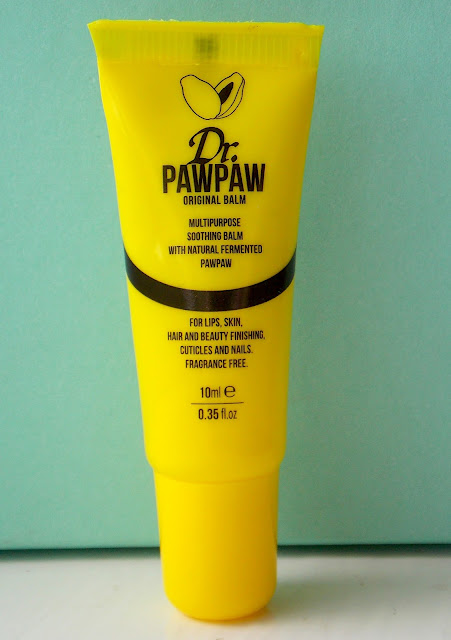 Dr.
PAWPAW
ORIGINAL BALM
MULTIPURPOSE
SOOTHING BALM
WITH NATURAL FERMENTED
PAWPAW
FOR LIPS, SKIN,
HAIR AND BEAUTY FINISHING,
CUTICLES AND NAILS.
FRAGRANCE FREE.
10ml ℮
0.35 fl.oz